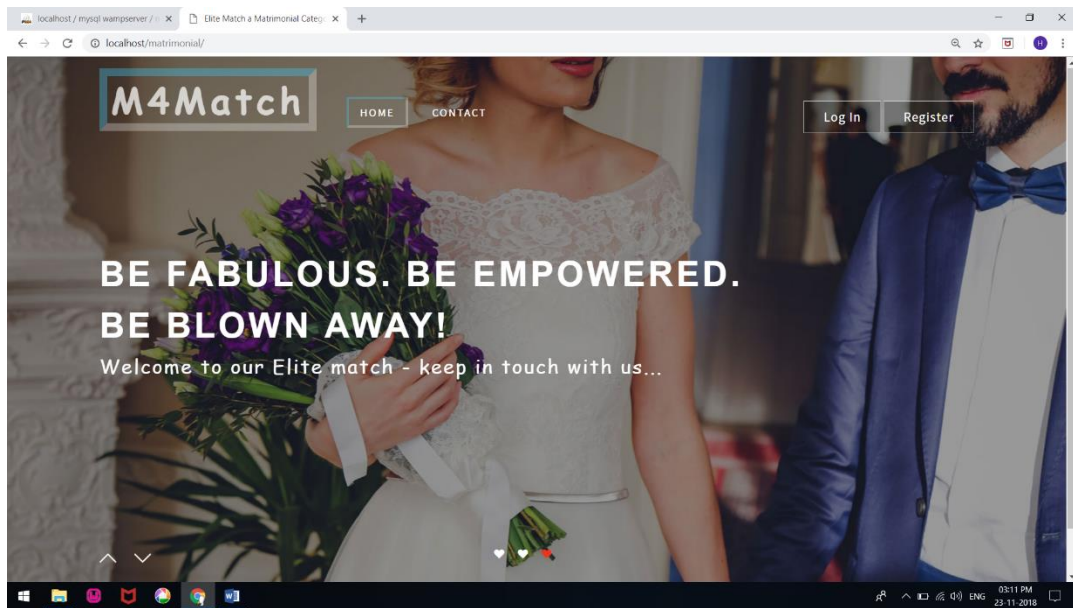 localhost / mysql wampserver /
Elite Match a Matrimonial Categ
localhost/matrimonial/
H
M4Match
HOME
CONTACT
Log In
Register
BE FABULOUS. BE EMPOWERED.
BE BLOWN AWAY!
Welcome to our Elite match - keep in touch with us...
ENG
03:11 PM
23-11-2018